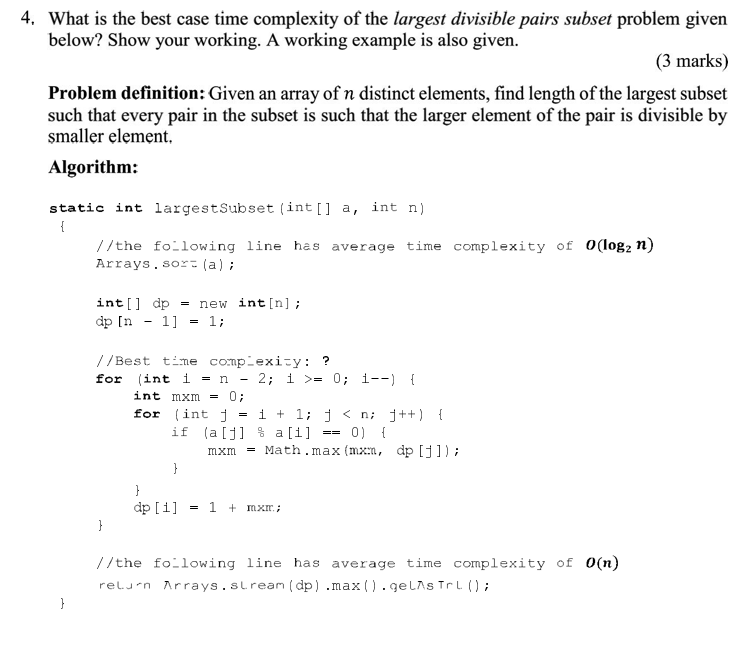 4. What is the best case time complexity of the largest divisible pairs subset problem given
below? Show your working. A working example is also given.
(3 marks)
Problem definition: Given an array of n distinct elements, find length of the largest subset
such that every pair in the subset is such that the larger element of the pair is divisible by
smaller element.
Algorithm:
static int largestSubset(int[] a, int n)
{
//the following line has average time complexity of O(log₂ n)
Arrays.sort(a);
int[] dp = new int[n];
dp[n - 1] = 1;
//Best time complexity: ?
for (int i = n - 2; i >= 0; i--) {
int mxm = 0;
for (int j = i + 1; j < n; j++) {
if (a[j] % a[i] == 0) {
mxm = Math.max(mxm, dp[j]);
}
}
dp[i] = 1 + mxm;
}
//the following line has average time complexity of O(n)
return Arrays.stream(dp).max().getAsInt();
}